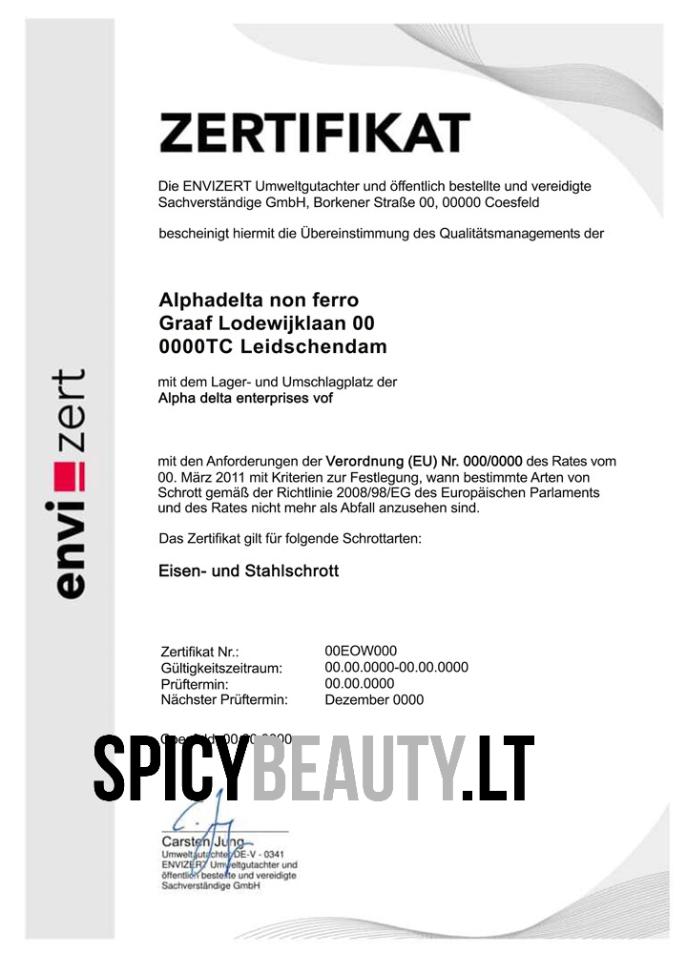 ZERTIFIKAT
Die ENVIZERT Umweltgutachter und öffentlich bestellte und vereidigte
Sachverständige GmbH, Borkener Straße 00, 00000 Coesfeld
bescheinigt hiermit die Übereinstimmung des Qualitätsmanagements der
Alphadelta non ferro
Graaf Lodewijklaan 00
0000TC Leidschendam
mit dem Lager- und Umschlagplatz der
Alpha delta enterprises vof
mit den Anforderungen der Verordnung (EU) Nr. 000/0000 des Rates vom
00. März 2011 mit Kriterien zur Festlegung, wann bestimmte Arten von
Schrott gemäß der Richtlinie 2008/98/EG des Europäischen Parlaments
und des Rates nicht mehr als Abfall anzusehen sind.
Das Zertifikat gilt für folgende Schrottarten:
Eisen- und Stahlschrott
envizert
Zertifikat Nr.: 00EOW000
Gültigkeitszeitraum: 00.00.0000-00.00.0000
Prüftermin: 00.00.0000
Nächster Prüftermin: Dezember 0000
SPICYBEAUTY.LT
Carsten Jung
Umweltgutachter DE-V - 0341
ENVIZERT Umweltgutachter und
öffentlich bestellte und vereidigte
Sachverständige GmbH